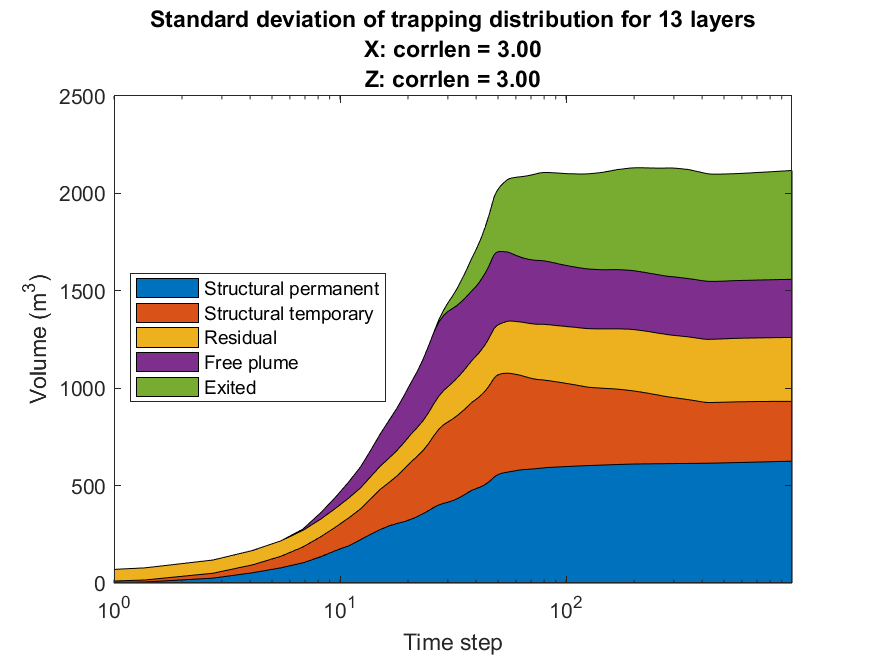 Standard deviation of trapping distribution for 13 layers
X: corrlen = 3.00
Z: corrlen = 3.00
2500
2000
1500
1000
500
0
Volume (m³)
Structural permanent
Structural temporary
Residual
Free plume
Exited
10⁰
10¹
10²
Time step